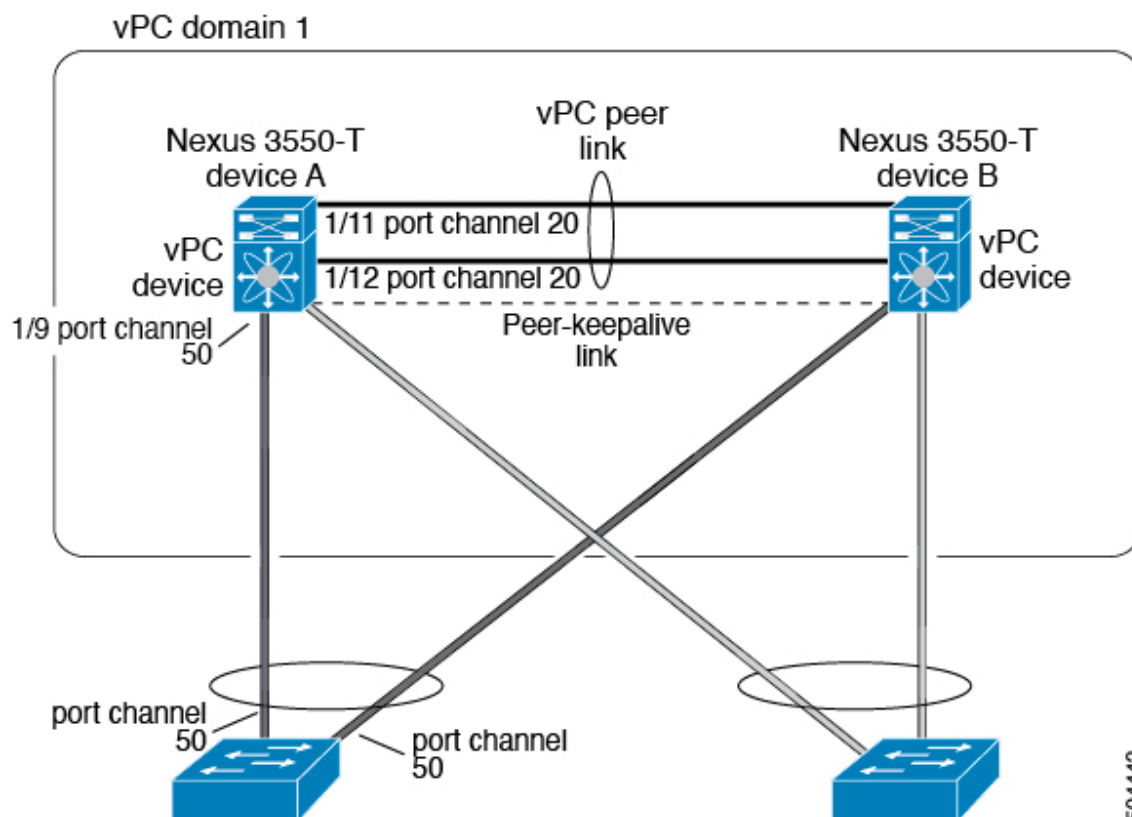 vPC domain 1
Nexus 3550-T
device A
vPC peer
link
Nexus 3550-T
device B
1/11 port channel 20
vPC
device
1/12 port channel 20
vPC
device
1/9 port channel
50
Peer-keepalive
link
port channel
50
port channel
50